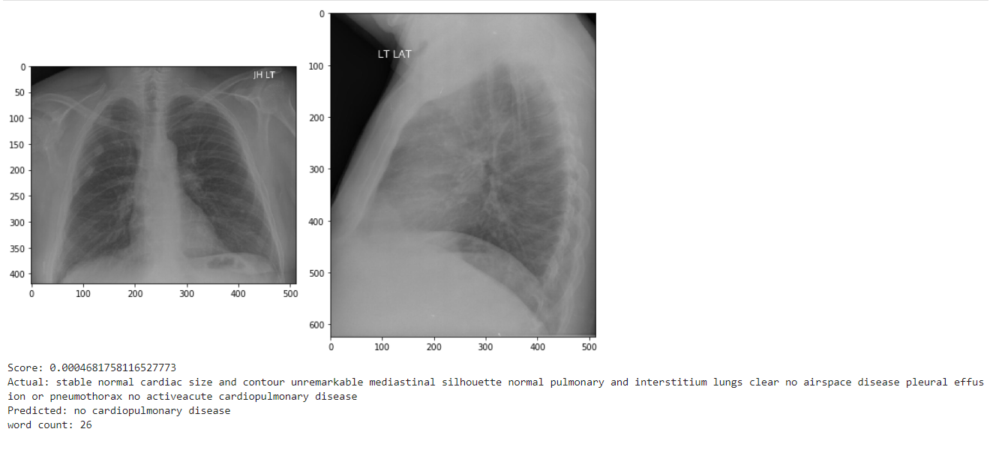 JH LT
0
50
100
150
200
250
300
350
400
0 100 200 300 400 500
LT LAT
0
100
200
300
400
500
600
0 100 200 300 400 500
Score: 0.0004681758116527773
Actual: stable normal cardiac size and contour unremarkable mediastinal silhouette normal pulmonary and interstitium lungs clear no airspace disease pleural effus
ion or pneumothorax no activeacute cardiopulmonary disease
Predicted: no cardiopulmonary disease
word count: 26